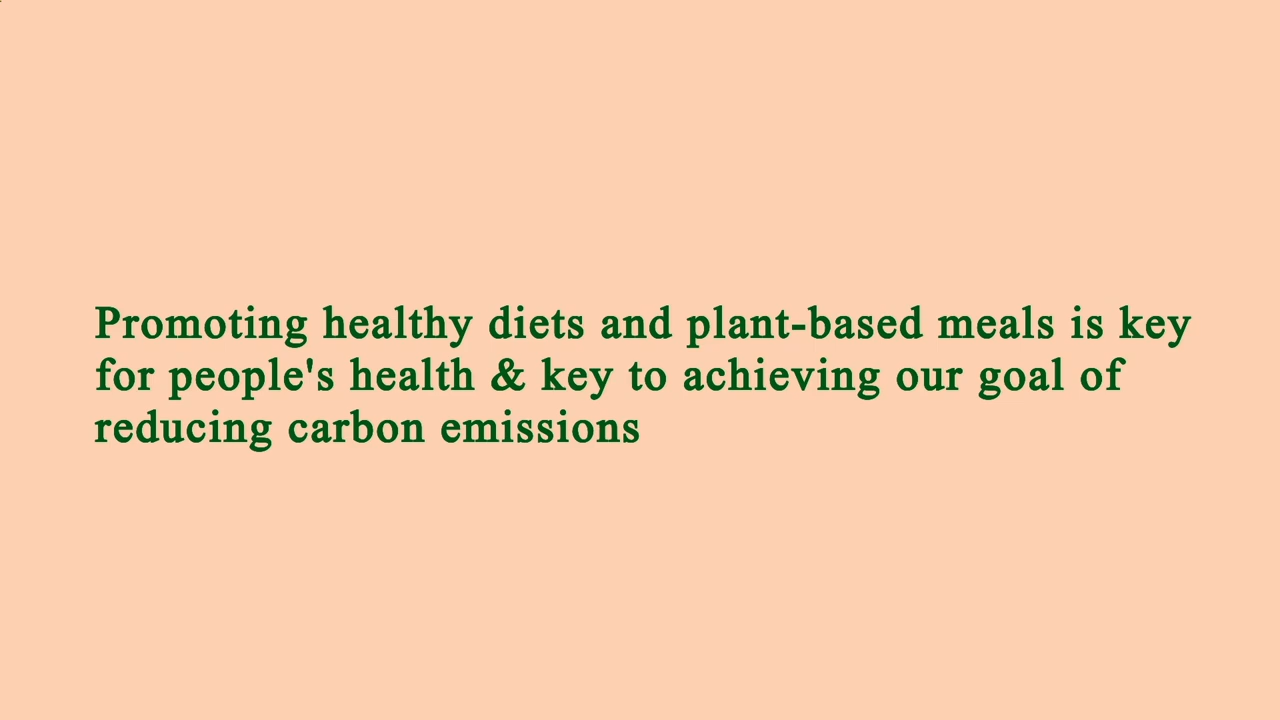 Promoting healthy diets and plant-based meals is key
for people's health & key to achieving our goal of
reducing carbon emissions